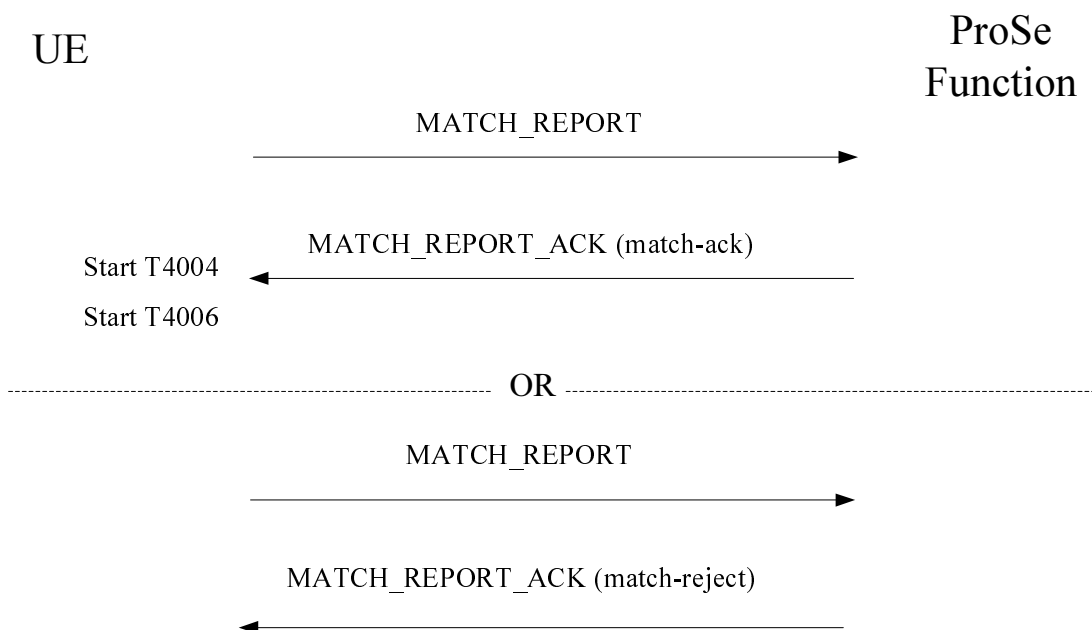 UE
ProSe
Function
MATCH_REPORT
MATCH_REPORT_ACK (match-ack)
Start T4004
Start T4006
OR
MATCH_REPORT
MATCH_REPORT_ACK (match-reject)